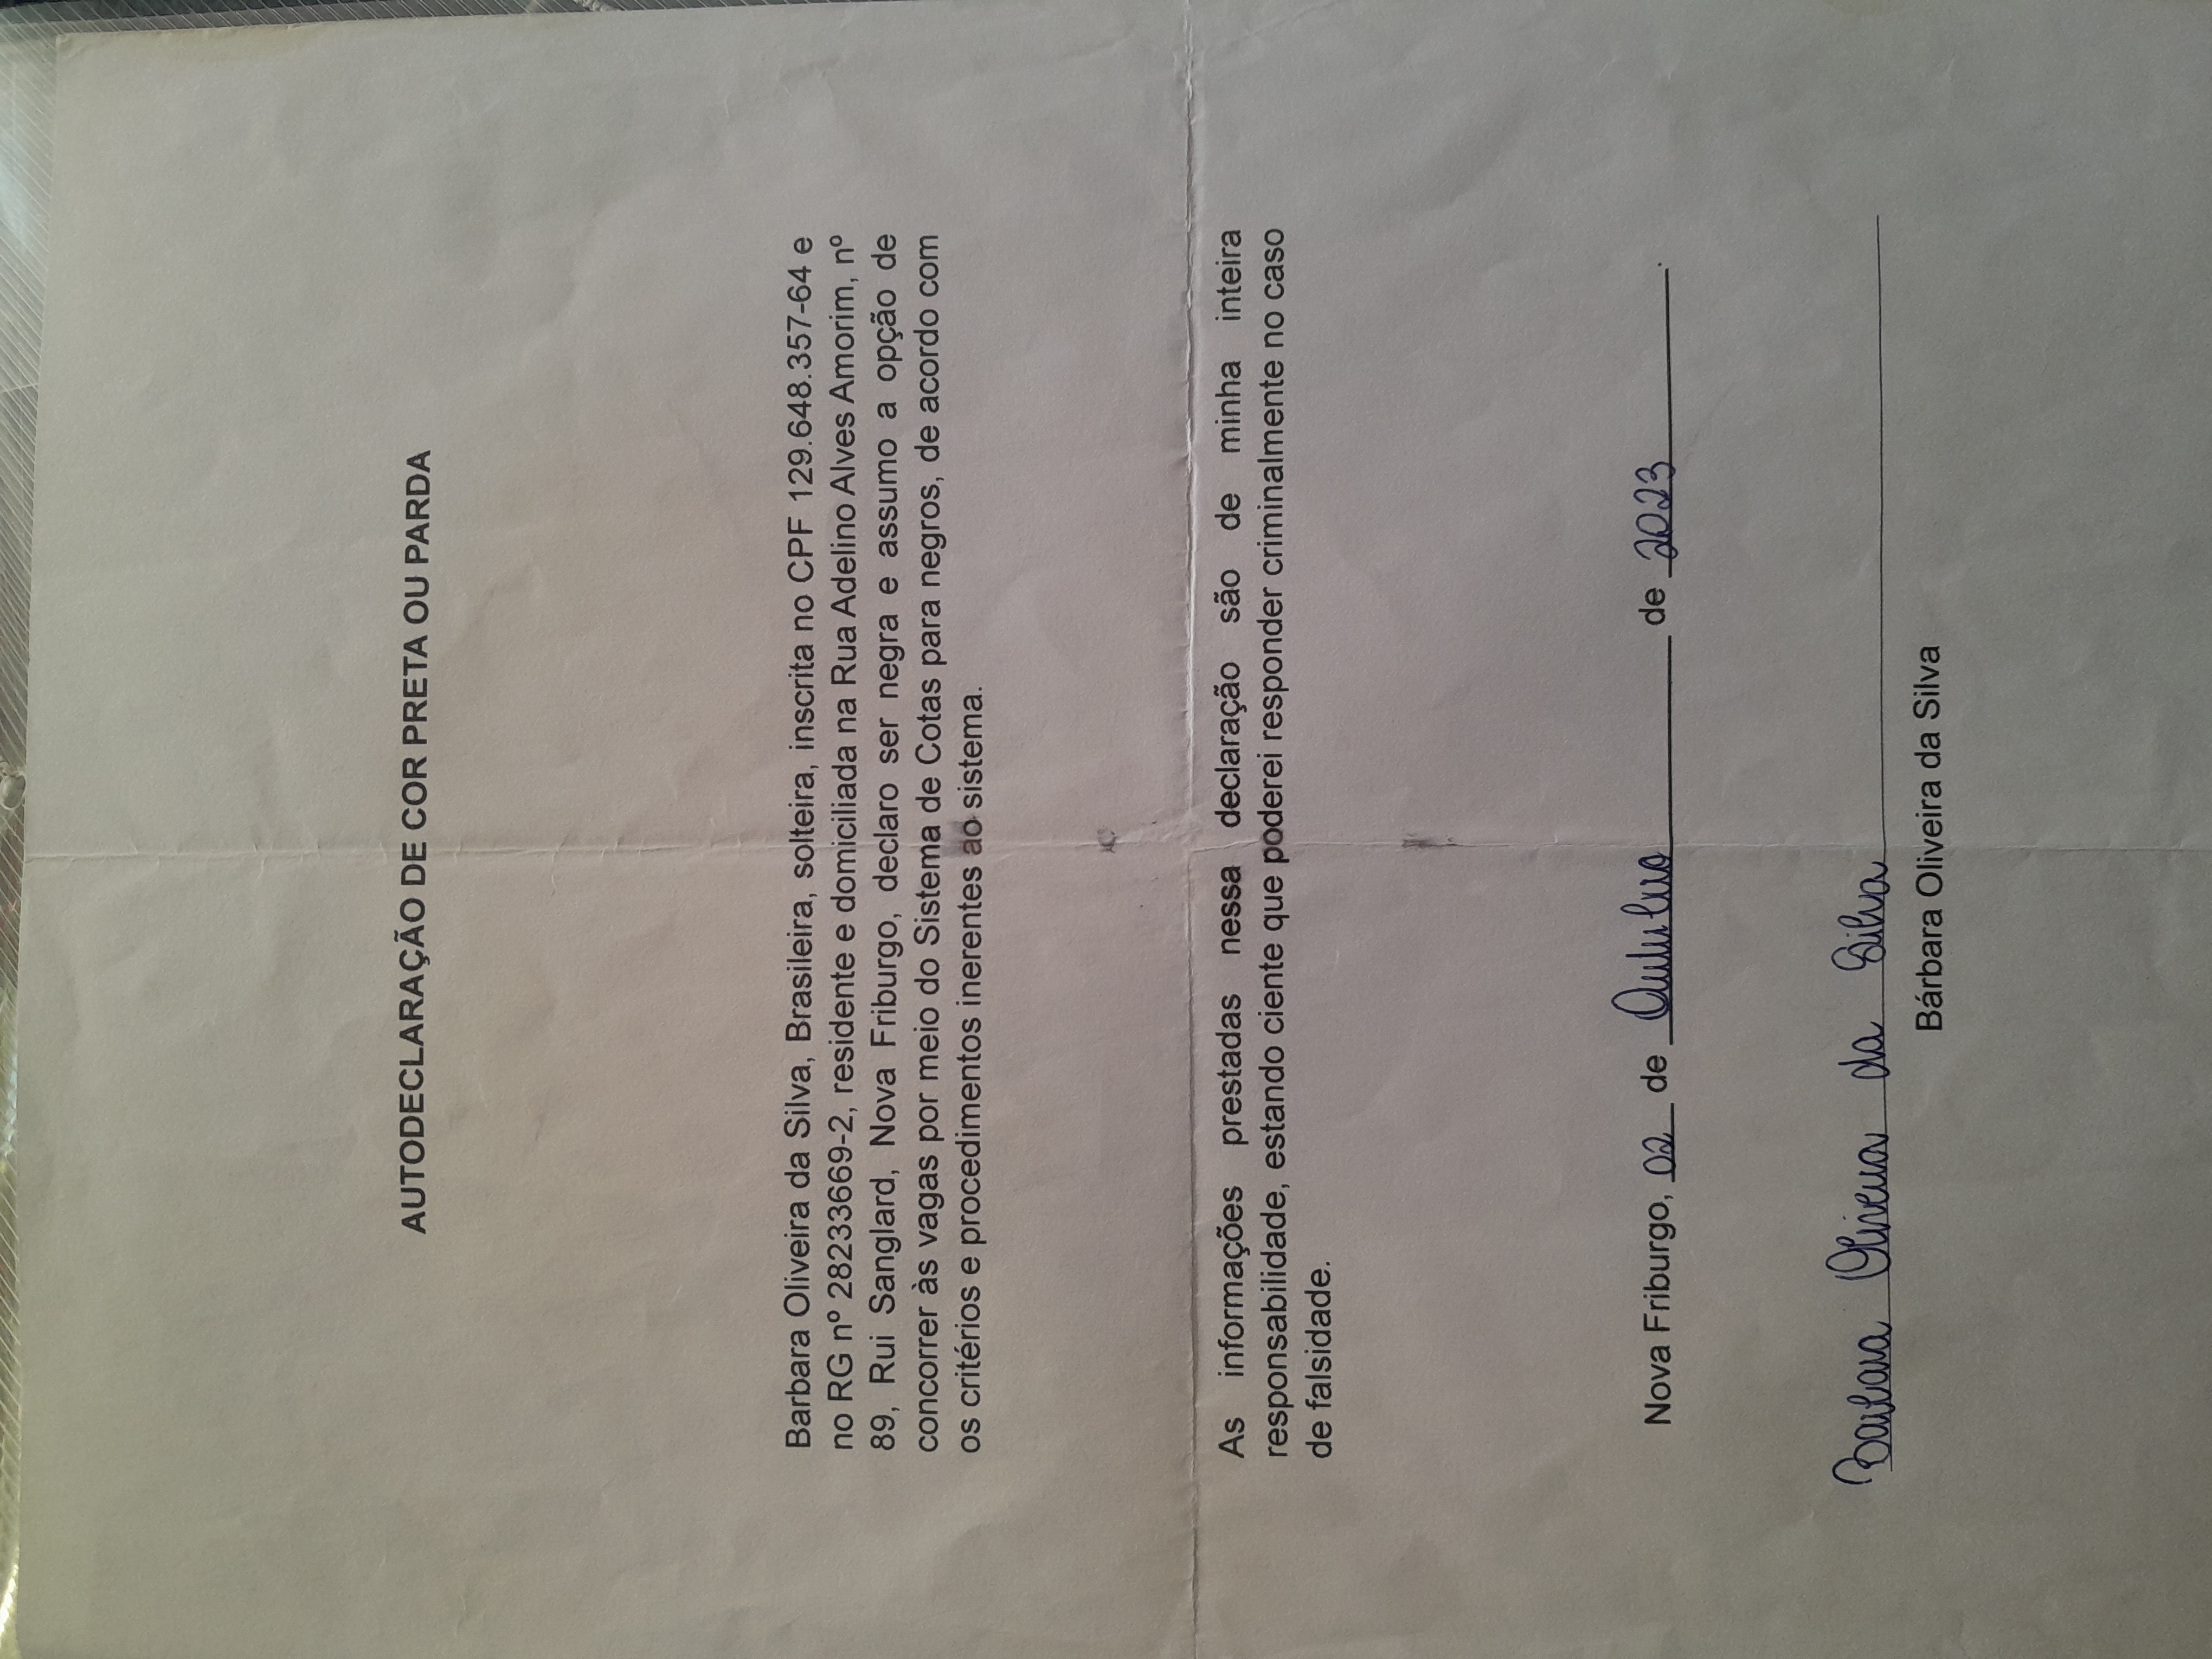 AUTODECLARAÇÃO DE COR PRETA OU PARDA
Barbara Oliveira da Silva, Brasileira, solteira, inscrita no CPF 129.648.357-64 e
no RG nº 28233669-2, residente e domiciliada na Rua Adelino Alves Amorim, nº
89, Rui Sanglard, Nova Friburgo, declaro ser negra e assumo a opção de
concorrer às vagas por meio do Sistema de Cotas para negros, de acordo com
os critérios e procedimentos inerentes ao sistema.
As informações prestadas nessa declaração são de minha inteira
responsabilidade, estando ciente que poderei responder criminalmente no caso
de falsidade.
Nova Friburgo, 02 de Outubro de 2023.
Barbara Oliveira da Silva
Bárbara Oliveira da Silva